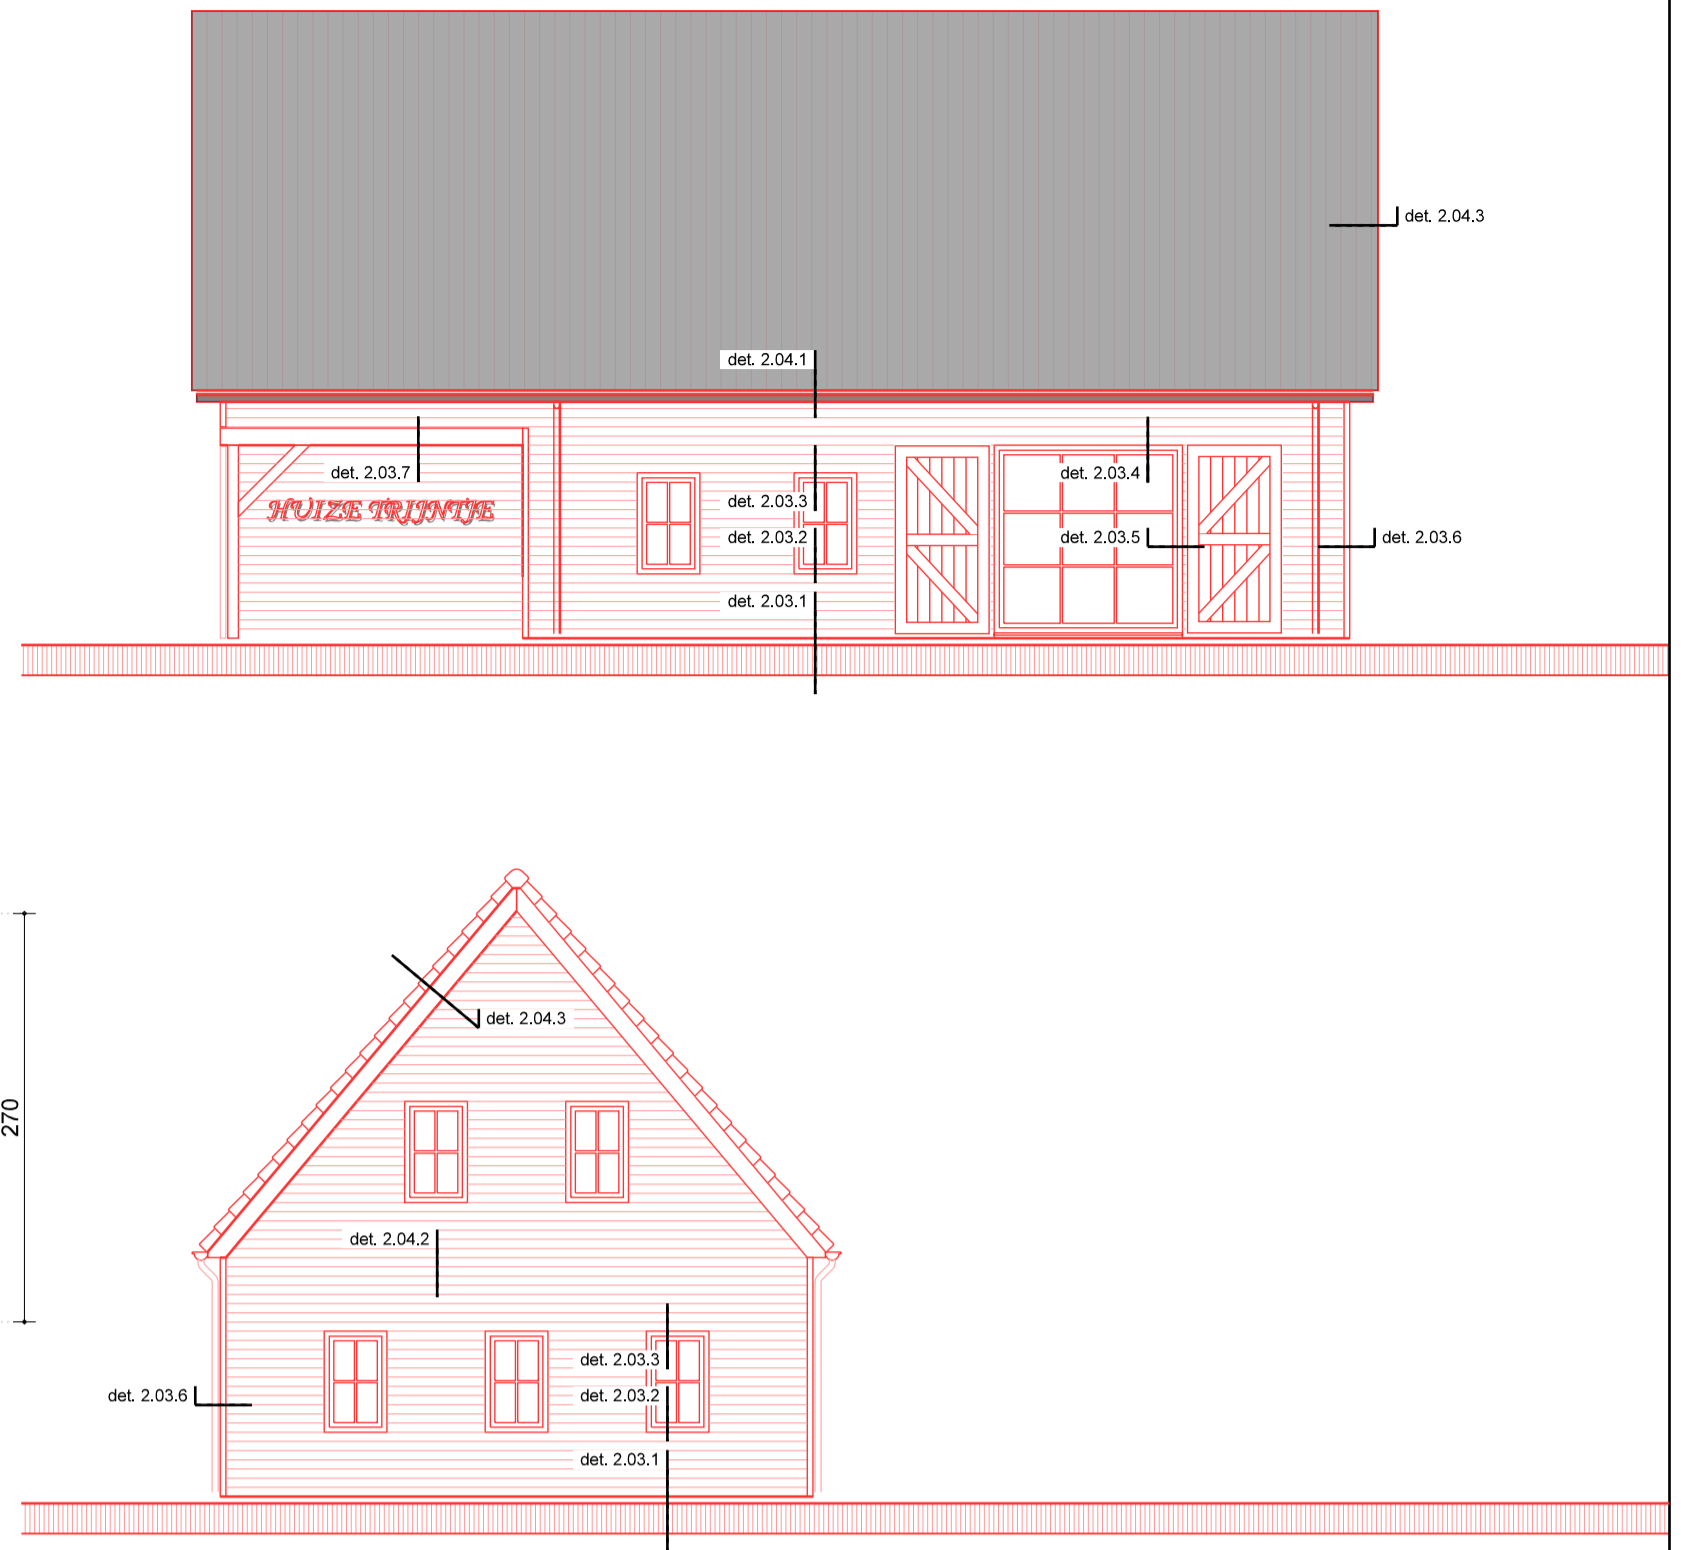 det. 2.04.3
det. 2.04.1
det. 2.03.7
det. 2.03.4
HUIZE TRIJNTJE
det. 2.03.3
det. 2.03.2
det. 2.03.5
det. 2.03.6
det. 2.03.1
det. 2.04.3
270
det. 2.04.2
det. 2.03.3
det. 2.03.6
det. 2.03.2
det. 2.03.1